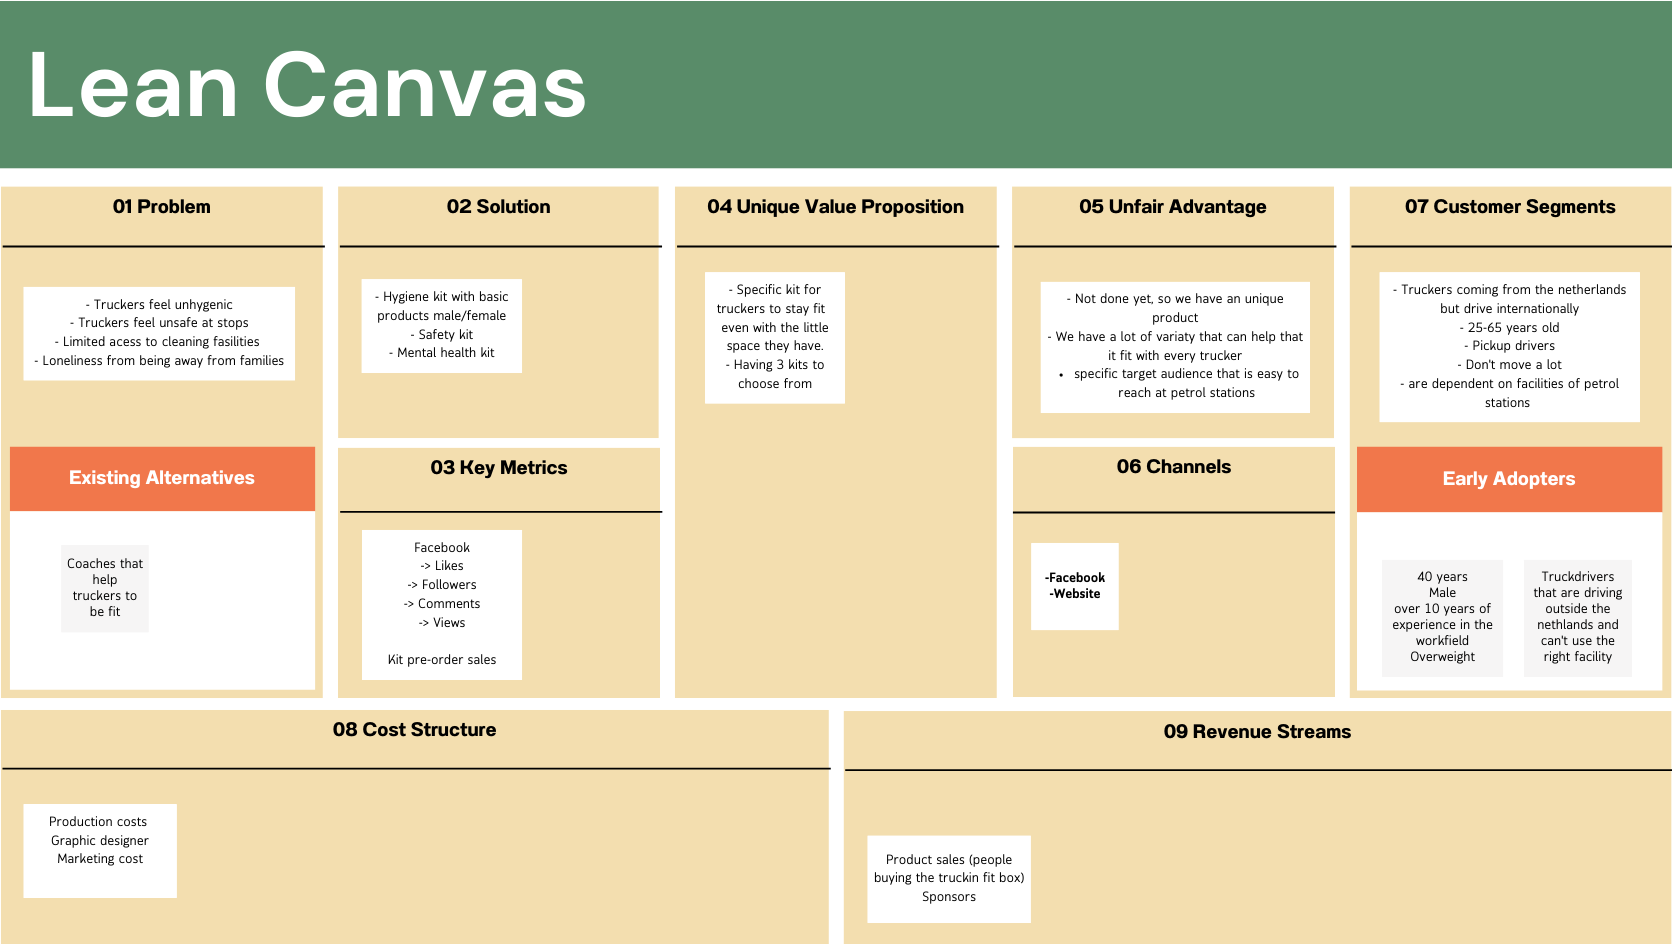 Lean Canvas
01 Problem
- Truckers feel unhygenic
- Truckers feel unsafe at stops
- Limited acess to cleaning fasilities
- Loneliness from being away from families
Existing Alternatives
Coaches that
help
truckers to
be fit
02 Solution
- Hygiene kit with basic
products male/female
- Safety kit
- Mental health kit
03 Key Metrics
Facebook
-> Likes
-> Followers
-> Comments
-> Views
Kit pre-order sales
04 Unique Value Proposition
- Specific kit for
truckers to stay fit
even with the little
space they have.
- Having 3 kits to
choose from
05 Unfair Advantage
- Not done yet, so we have an unique
product
- We have a lot of variaty that can help that
it fit with every trucker
• specific target audience that is easy to
reach at petrol stations
06 Channels
-Facebook
-Website
07 Customer Segments
- Truckers coming from the netherlands
but drive internationally
- 25-65 years old
- Pickup drivers
- Don't move a lot
- are dependent on facilities of petrol
stations
Early Adopters
40 years
Male
over 10 years of
experience in the
workfield
Overweight
Truckdrivers
that are driving
outside the
nethlands and
can't use the
right facility
08 Cost Structure
Production costs
Graphic designer
Marketing cost
09 Revenue Streams
Product sales (people
buying the truckin fit box)
Sponsors